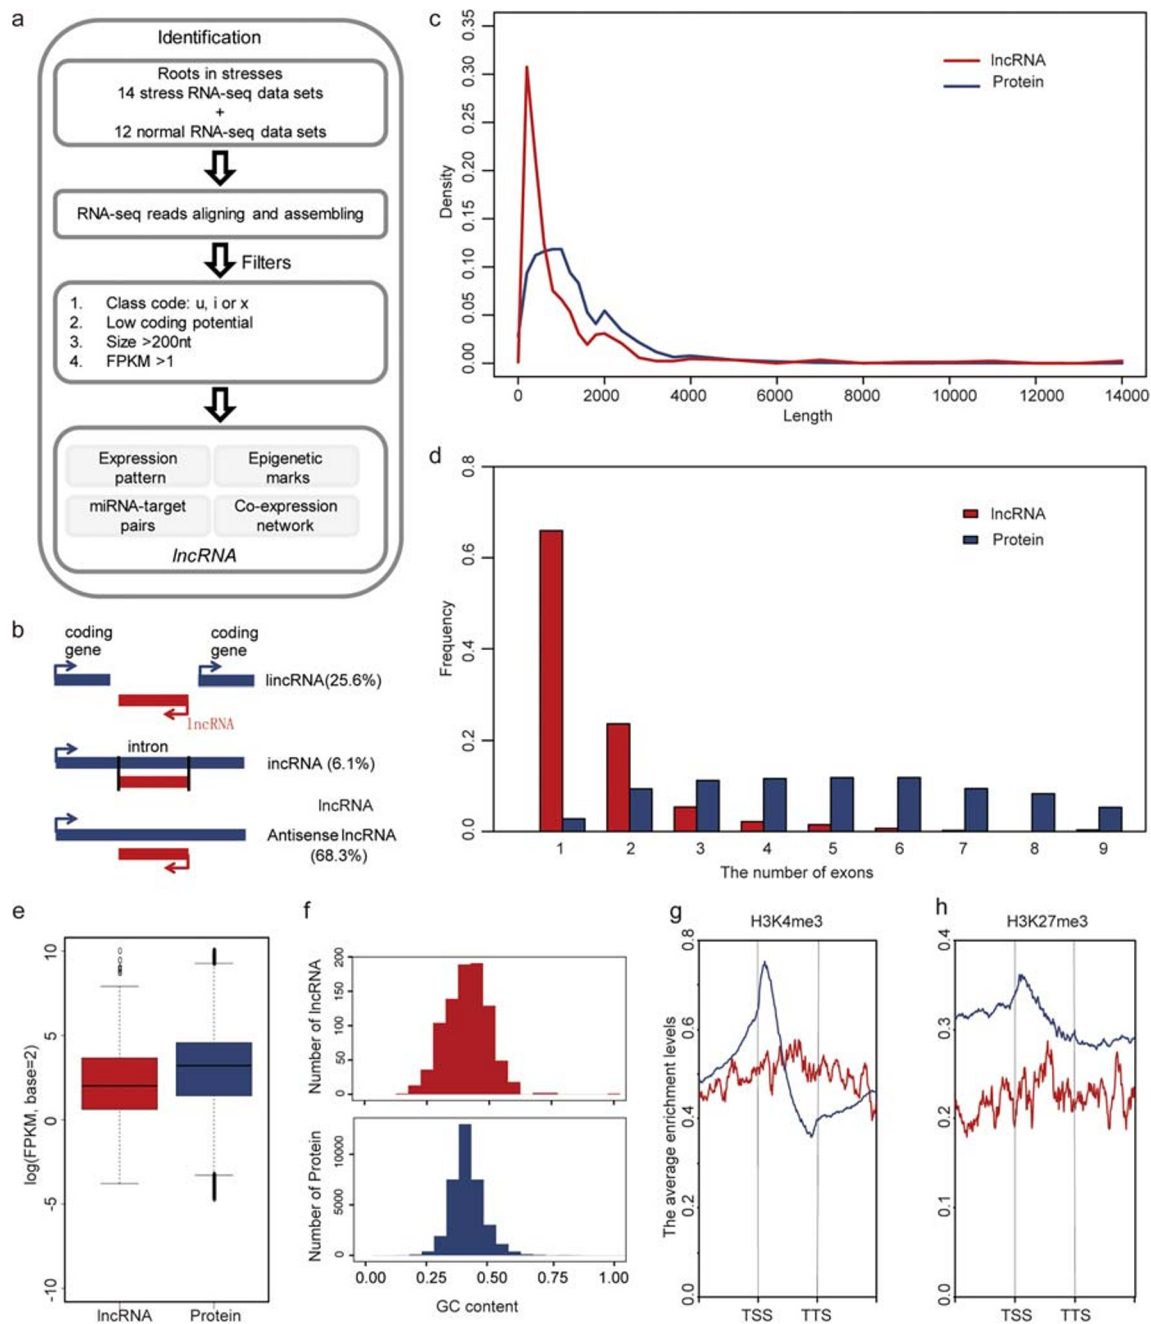 a
Identification
Roots in stresses
14 stress RNA-seq data sets
+
12 normal RNA-seq data sets
RNA-seq reads aligning and assembling
Filters
1. Class code: u, i or x
2. Low coding potential
3. Size >200nt
4. FPKM >1
Expression pattern
Epigenetic marks
miRNA-target pairs
Co-expression network
lncRNA
b
coding gene
coding gene
lincRNA(25.6%)
lncRNA
intron
incRNA (6.1%)
lncRNA
Antisense lncRNA
(68.3%)
c
0.35
0.30
0.25
0.20
0.15
0.10
0.05
0.00
Density
lncRNA
Protein
0 2000 4000 6000 8000 10000 12000 14000
Length
d
0.8
0.6
0.4
0.2
0.0
Frequency
lncRNA
Protein
1 2 3 4 5 6 7 8 9
The number of exons
e
10
5
0
-5
-10
log(FPKM, base=2)
lncRNA Protein
f
200
150
100
50
0
Number of lncRNA
10000
5000
0
Number of Protein
0.00 0.25 0.50 0.75 1.00
GC content
g
H3K4me3
0.8
0.6
0.4
0.2
0.0
The average enrichment levels
TSS TTS
h
H3K27me3
0.4
0.3
0.2
0.1
0.0
TSS TTS